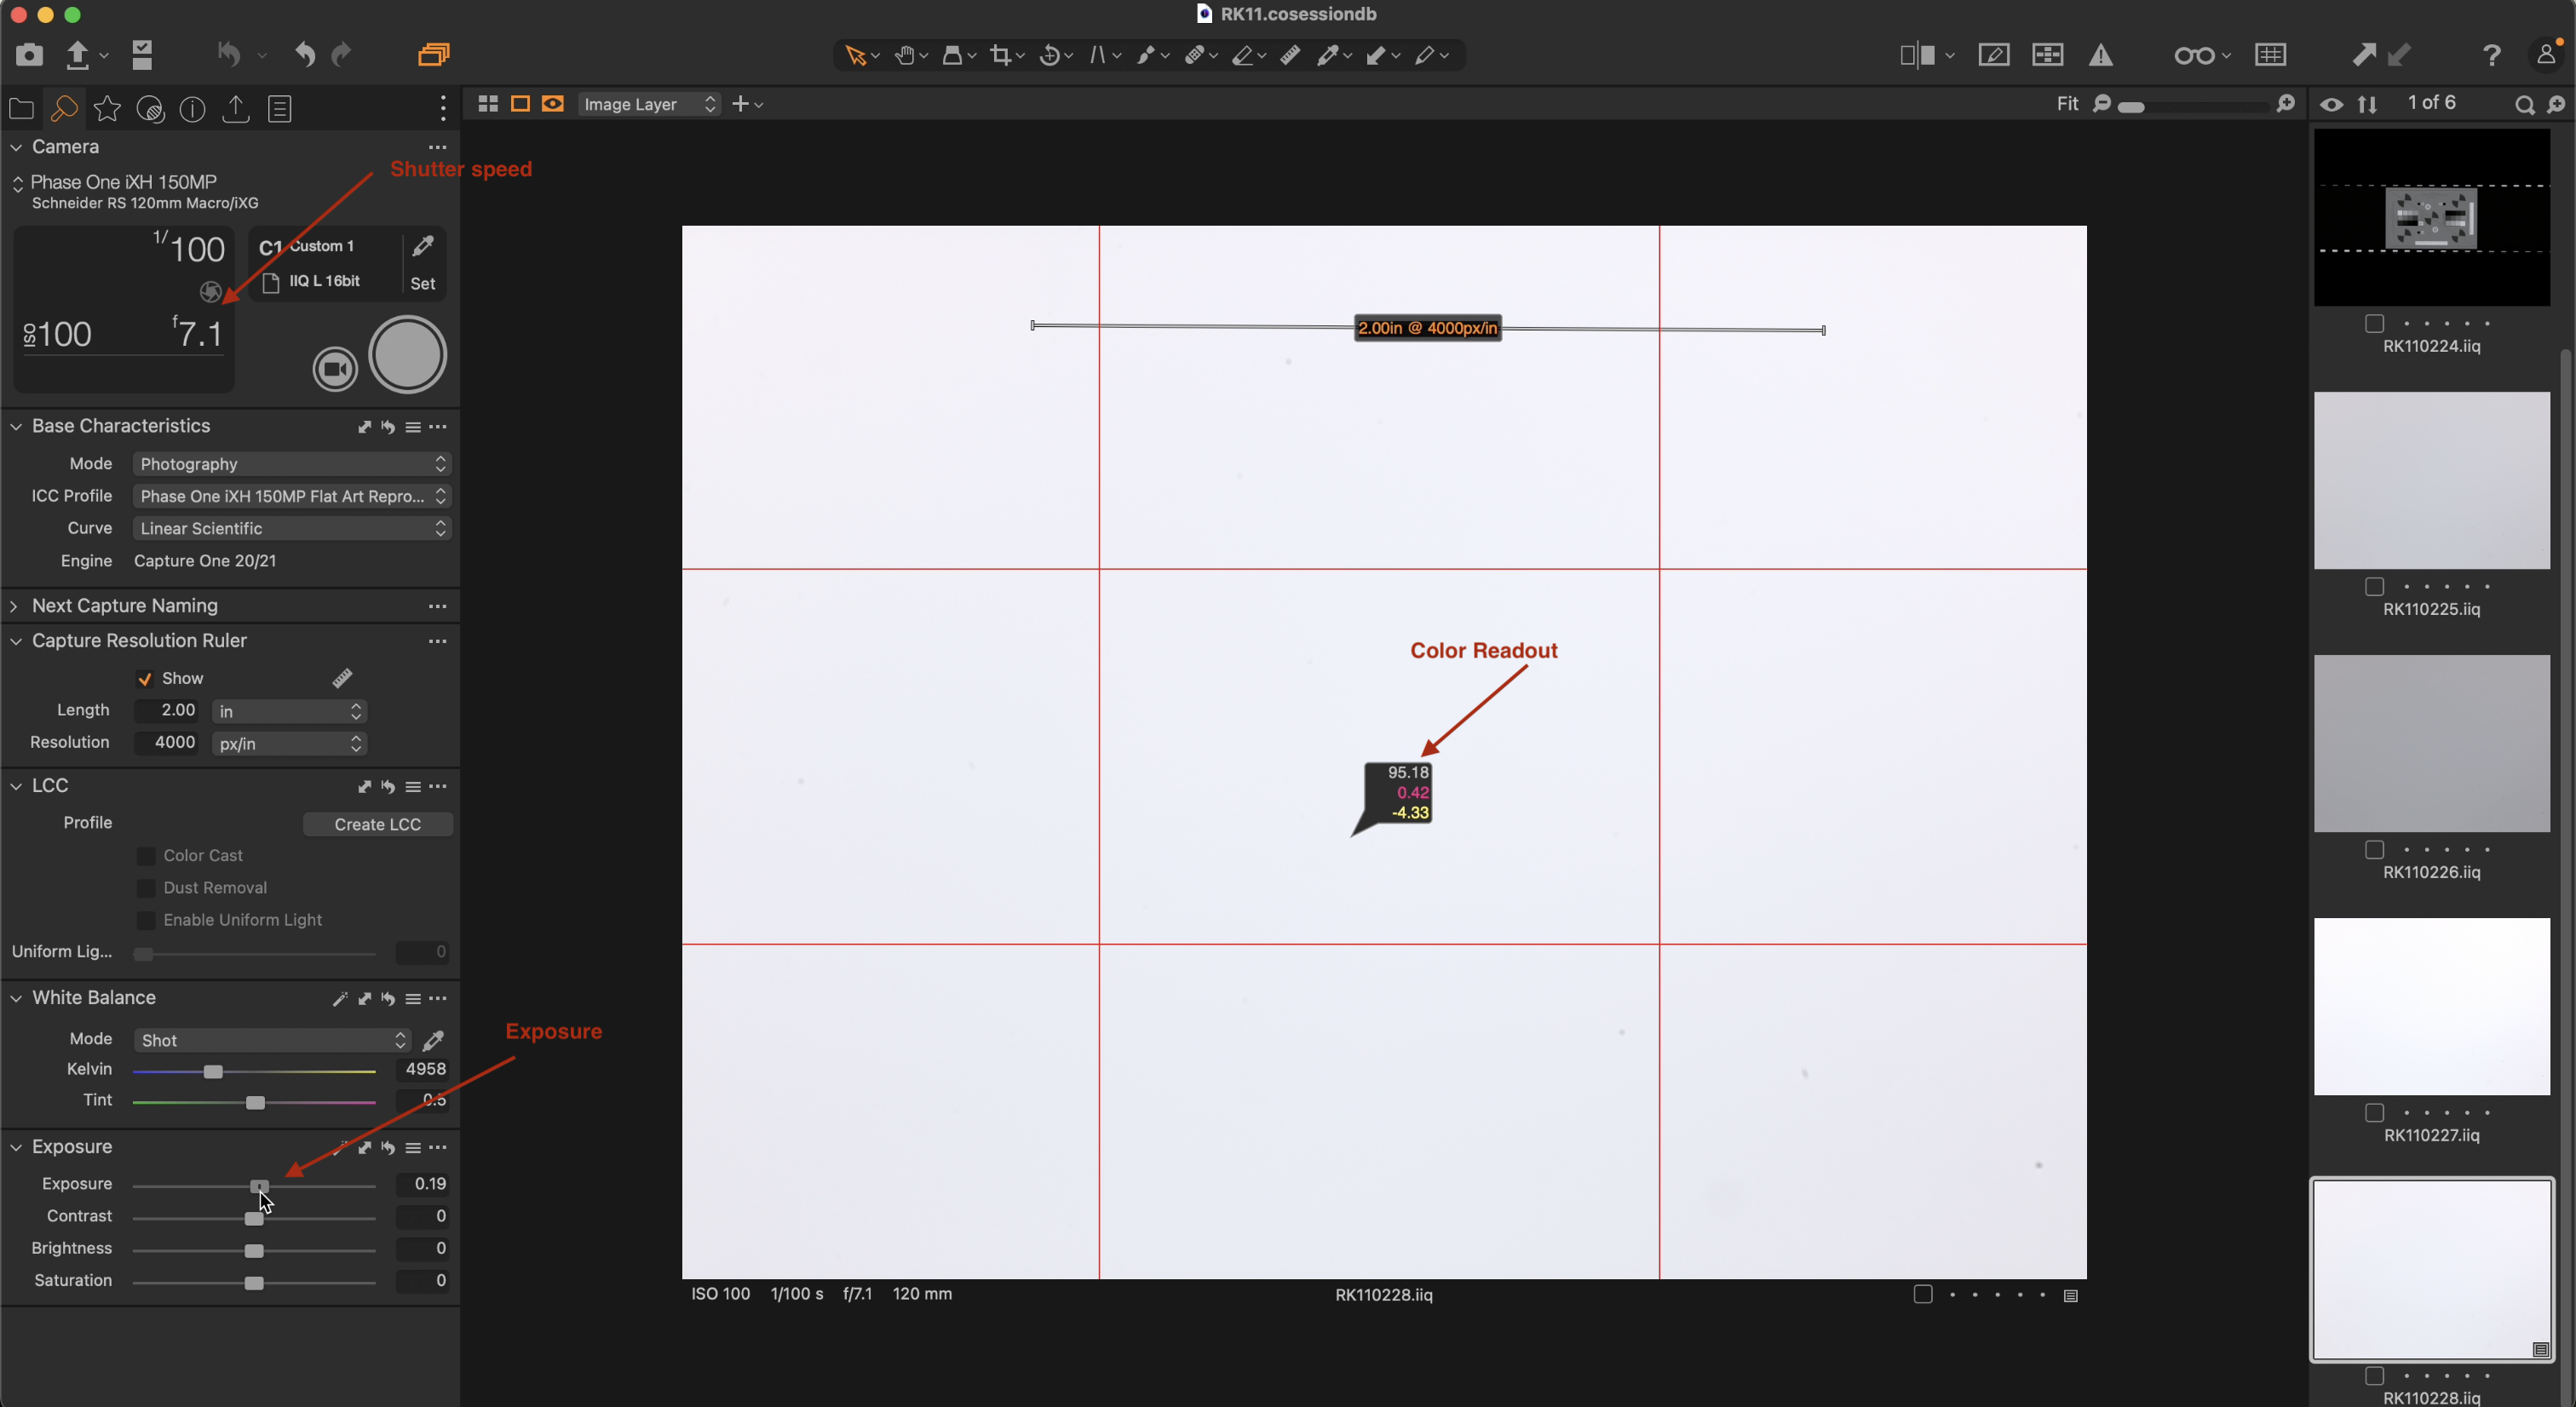 RK11.cosessiondb
Image Layer
Fit
1 of 6
Camera
Shutter speed
Phase One iXH 150MP
Schneider RS 120mm Macro/iXG
1/100
C1 Custom 1
IIQ L 16bit
Set
ISO 100
f7.1
Base Characteristics
Mode Photography
ICC Profile Phase One iXH 150MP Flat Art Repro...
Curve Linear Scientific
Engine Capture One 20/21
Next Capture Naming
Capture Resolution Ruler
Show
Length 2.00 in
Resolution 4000 px/in
LCC
Profile Create LCC
Color Cast
Dust Removal
Enable Uniform Light
Uniform Lig... 0
White Balance
Mode Shot
Kelvin 4958
Tint 0.5
Exposure
Exposure
Exposure 0.19
Contrast 0
Brightness 0
Saturation 0
2.00in @ 4000px/in
Color Readout
95.18
0.42
-4.33
ISO 100 1/100 s f/7.1 120 mm
RK110228.iiq
RK110224.iiq
RK110225.iiq
RK110226.iiq
RK110227.iiq
RK110228.iiq